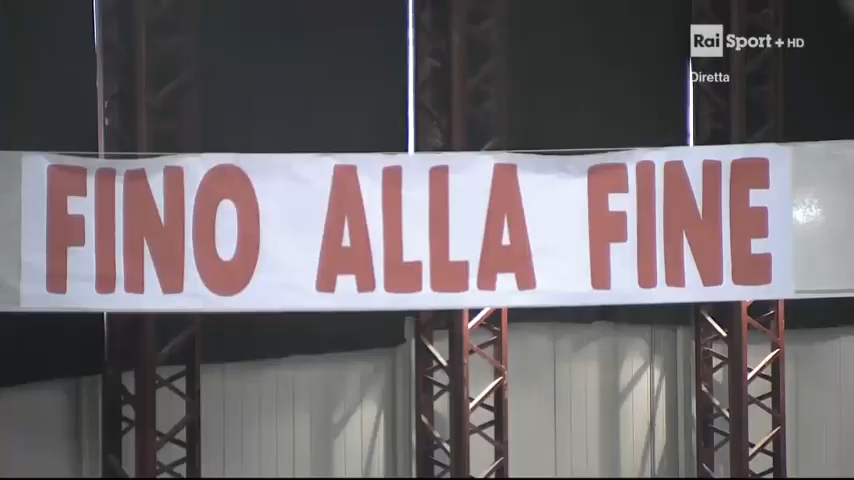 Rai Sport + HD
Diretta
FINO ALLA FINE